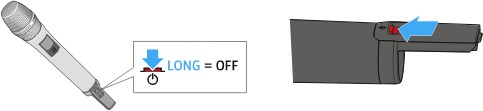 LONG = OFF